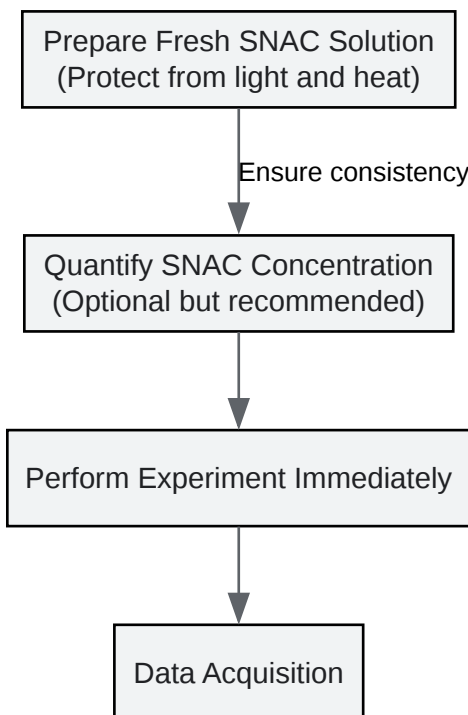 Prepare Fresh SNAC Solution
(Protect from light and heat)
Ensure consistency
Quantify SNAC Concentration
(Optional but recommended)
Perform Experiment Immediately
Data Acquisition